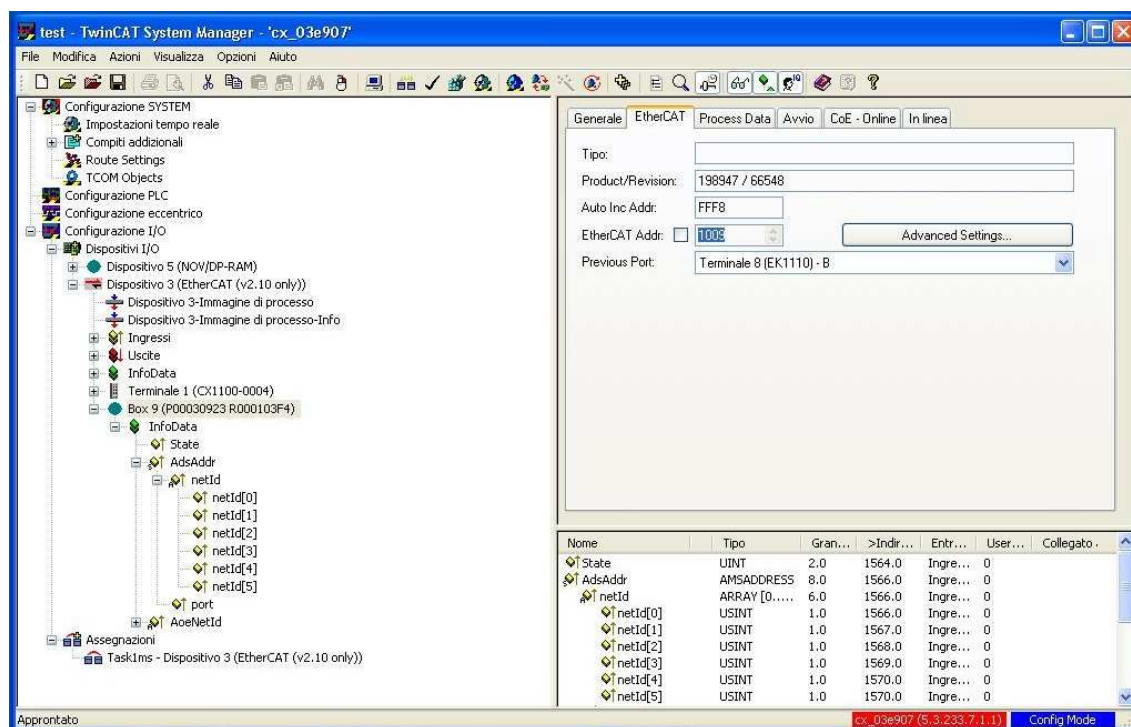 test - TwinCAT System Manager - 'cx_03e907'
File Modifica Azioni Visualizza Opzioni Aiuto
Configurazione SYSTEM
Impostazioni tempo reale
Compiti addizionali
Route Settings
TCOM Objects
Configurazione PLC
Configurazione eccentrico
Configurazione I/O
Dispositivi I/O
Dispositivo 5 (NOV/DP-RAM)
Dispositivo 3 (EtherCAT (v2.10 only))
Dispositivo 3-Immagine di processo
Dispositivo 3-Immagine di processo-Info
Ingressi
Uscite
InfoData
Terminale 1 (CX1100-0004)
Box 9 (P00030923 R000103F4)
InfoData
State
AdsAddr
netId
netId[0]
netId[1]
netId[2]
netId[3]
netId[4]
netId[5]
port
AoeNetId
Assegnazioni
Task1ms - Dispositivo 3 (EtherCAT (v2.10 only))
Generale EtherCAT Process Data Avvio CoE - Online In linea
Tipo:
Product/Revision: 198947 / 66548
Auto Inc Addr: FFF8
EtherCAT Addr: 1009 Advanced Settings...
Previous Port: Terminale 8 (EK1110) - B
Nome Tipo Gran... >Indir... Entr... User... Collegato .
State UINT 2.0 1564.0 Ingre... 0
AdsAddr AMSADDRESS 8.0 1566.0 Ingre... 0
netId ARRAY [0..... 6.0 1566.0 Ingre... 0
netId[0] USINT 1.0 1566.0 Ingre... 0
netId[1] USINT 1.0 1567.0 Ingre... 0
netId[2] USINT 1.0 1568.0 Ingre... 0
netId[3] USINT 1.0 1569.0 Ingre... 0
netId[4] USINT 1.0 1570.0 Ingre... 0
netId[5] USINT 1.0 1570.0 Ingre... 0
Approntato cx_03e907 (5.3.233.7.1.1) Config Mode